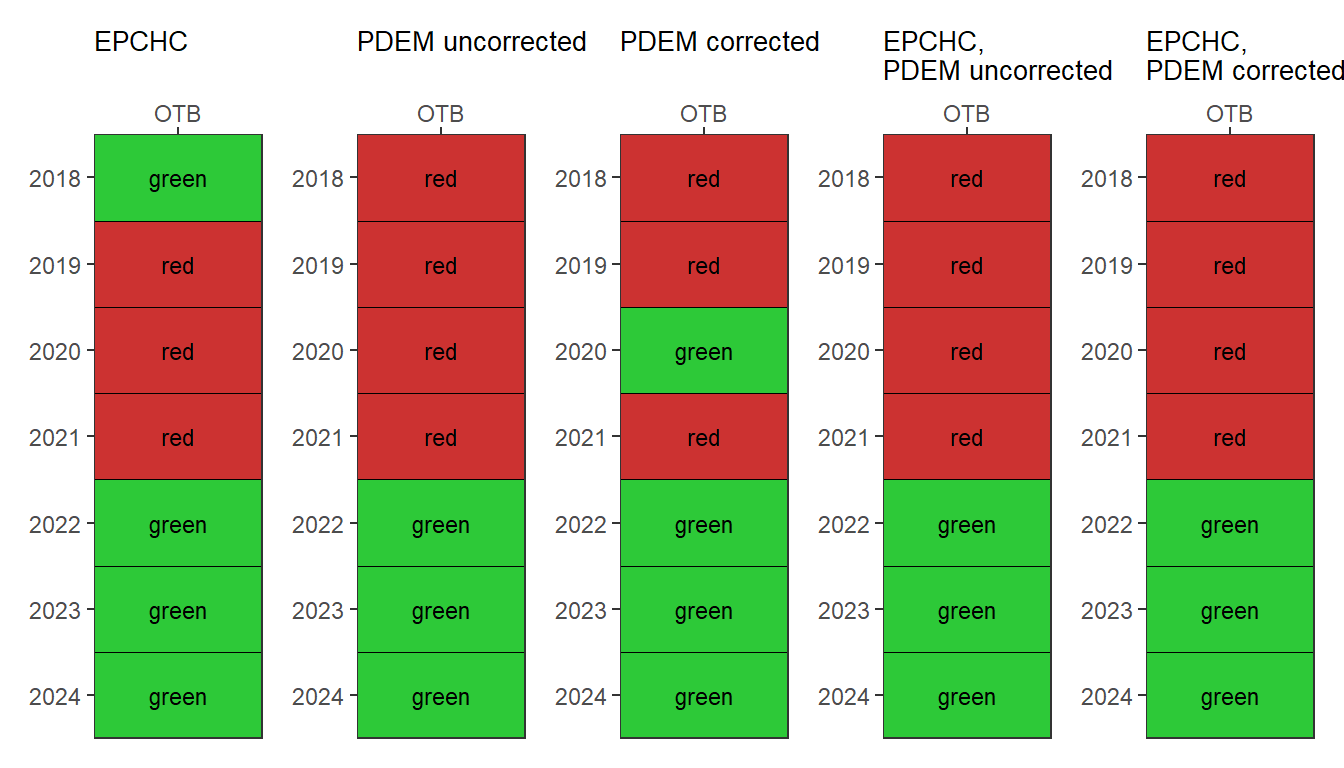 EPCHC
PDEM uncorrected
PDEM corrected
EPCHC,
PDEM uncorrected
EPCHC,
PDEM corrected
OTB
OTB
OTB
OTB
OTB
2018 green
2018 red
2018 red
2018 red
2018 red
2019 red
2019 red
2019 red
2019 red
2019 red
2020 red
2020 red
2020 green
2020 red
2020 red
2021 red
2021 red
2021 red
2021 red
2021 red
2022 green
2022 green
2022 green
2022 green
2022 green
2023 green
2023 green
2023 green
2023 green
2023 green
2024 green
2024 green
2024 green
2024 green
2024 green